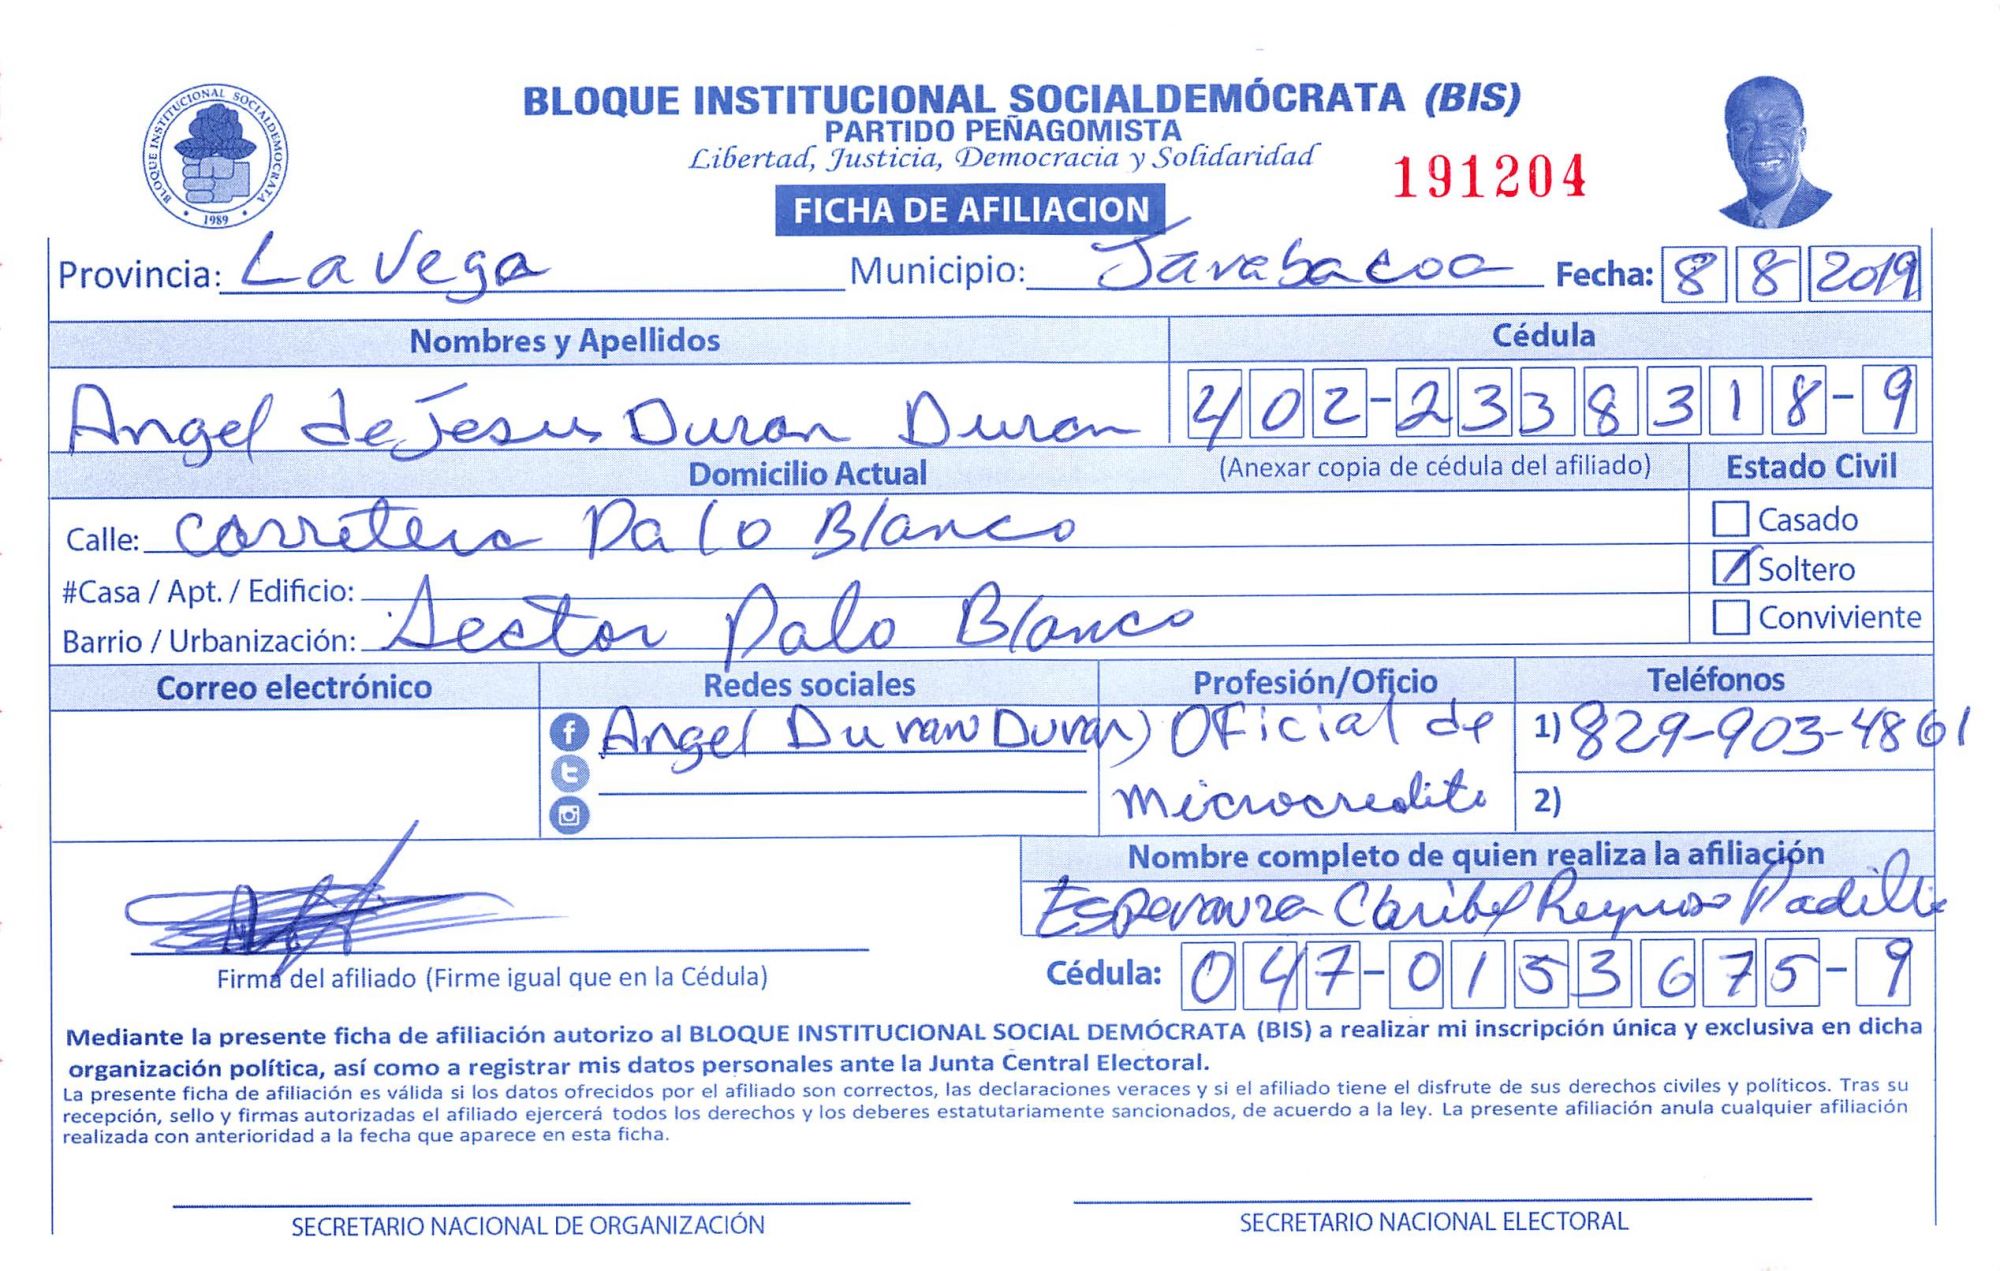 BLOQUE INSTITUCIONAL SOCIALDEMÓCRATA (BIS)
PARTIDO PEÑAGOMISTA
Libertad, Justicia, Democracia y Solidaridad
191204
BLOQUE INSTITUCIONAL SOCIALDEMOCRATA
1989
FICHA DE AFILIACION
Provincia: La Vega Municipio: Jarabacoa Fecha: 8 8 2019
Nombres y Apellidos Cédula
Angel de Jesus Duran Duran 402-2338318-9
Domicilio Actual (Anexar copia de cédula del afiliado) Estado Civil
Calle: Carretera Palo Blanco Casado
#Casa / Apt. / Edificio: Soltero
Barrio / Urbanización: Sector Palo Blanco Conviviente
Correo electrónico Redes sociales Profesión/Oficio Teléfonos
Angel Duran Duran Oficial de 1) 829-903-4861
microcredito 2)
Nombre completo de quien realiza la afiliación
Esperanza Caribel Reynoso Padilla
Firma del afiliado (Firme igual que en la Cédula) Cédula: 047-0153675-9
Mediante la presente ficha de afiliación autorizo al BLOQUE INSTITUCIONAL SOCIAL DEMÓCRATA (BIS) a realizar mi inscripción única y exclusiva en dicha
organización política, así como a registrar mis datos personales ante la Junta Central Electoral.
La presente ficha de afiliación es válida si los datos ofrecidos por el afiliado son correctos, las declaraciones veraces y si el afiliado tiene el disfrute de sus derechos civiles y políticos. Tras su
recepción, sello y firmas autorizadas el afiliado ejercerá todos los derechos y los deberes estatutariamente sancionados, de acuerdo a la ley. La presente afiliación anula cualquier afiliación
realizada con anterioridad a la fecha que aparece en esta ficha.
SECRETARIO NACIONAL DE ORGANIZACIÓN SECRETARIO NACIONAL ELECTORAL